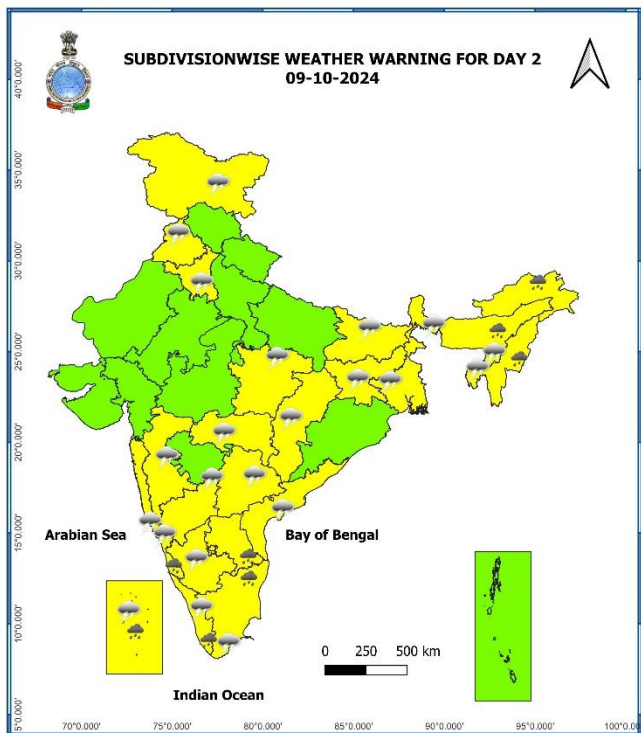 SUBDIVISIONWISE WEATHER WARNING FOR DAY 2
09-10-2024
40°0.000'
35°0.000'
30°0.000'
25°0.000'
20°0.000'
15°0.000'
10°0.000'
5°0.000'
Arabian Sea
Bay of Bengal
0 250 500 km
Indian Ocean
70°0.000' 75°0.000' 80°0.000' 85°0.000' 90°0.000' 95°0.000' 100°0.000'